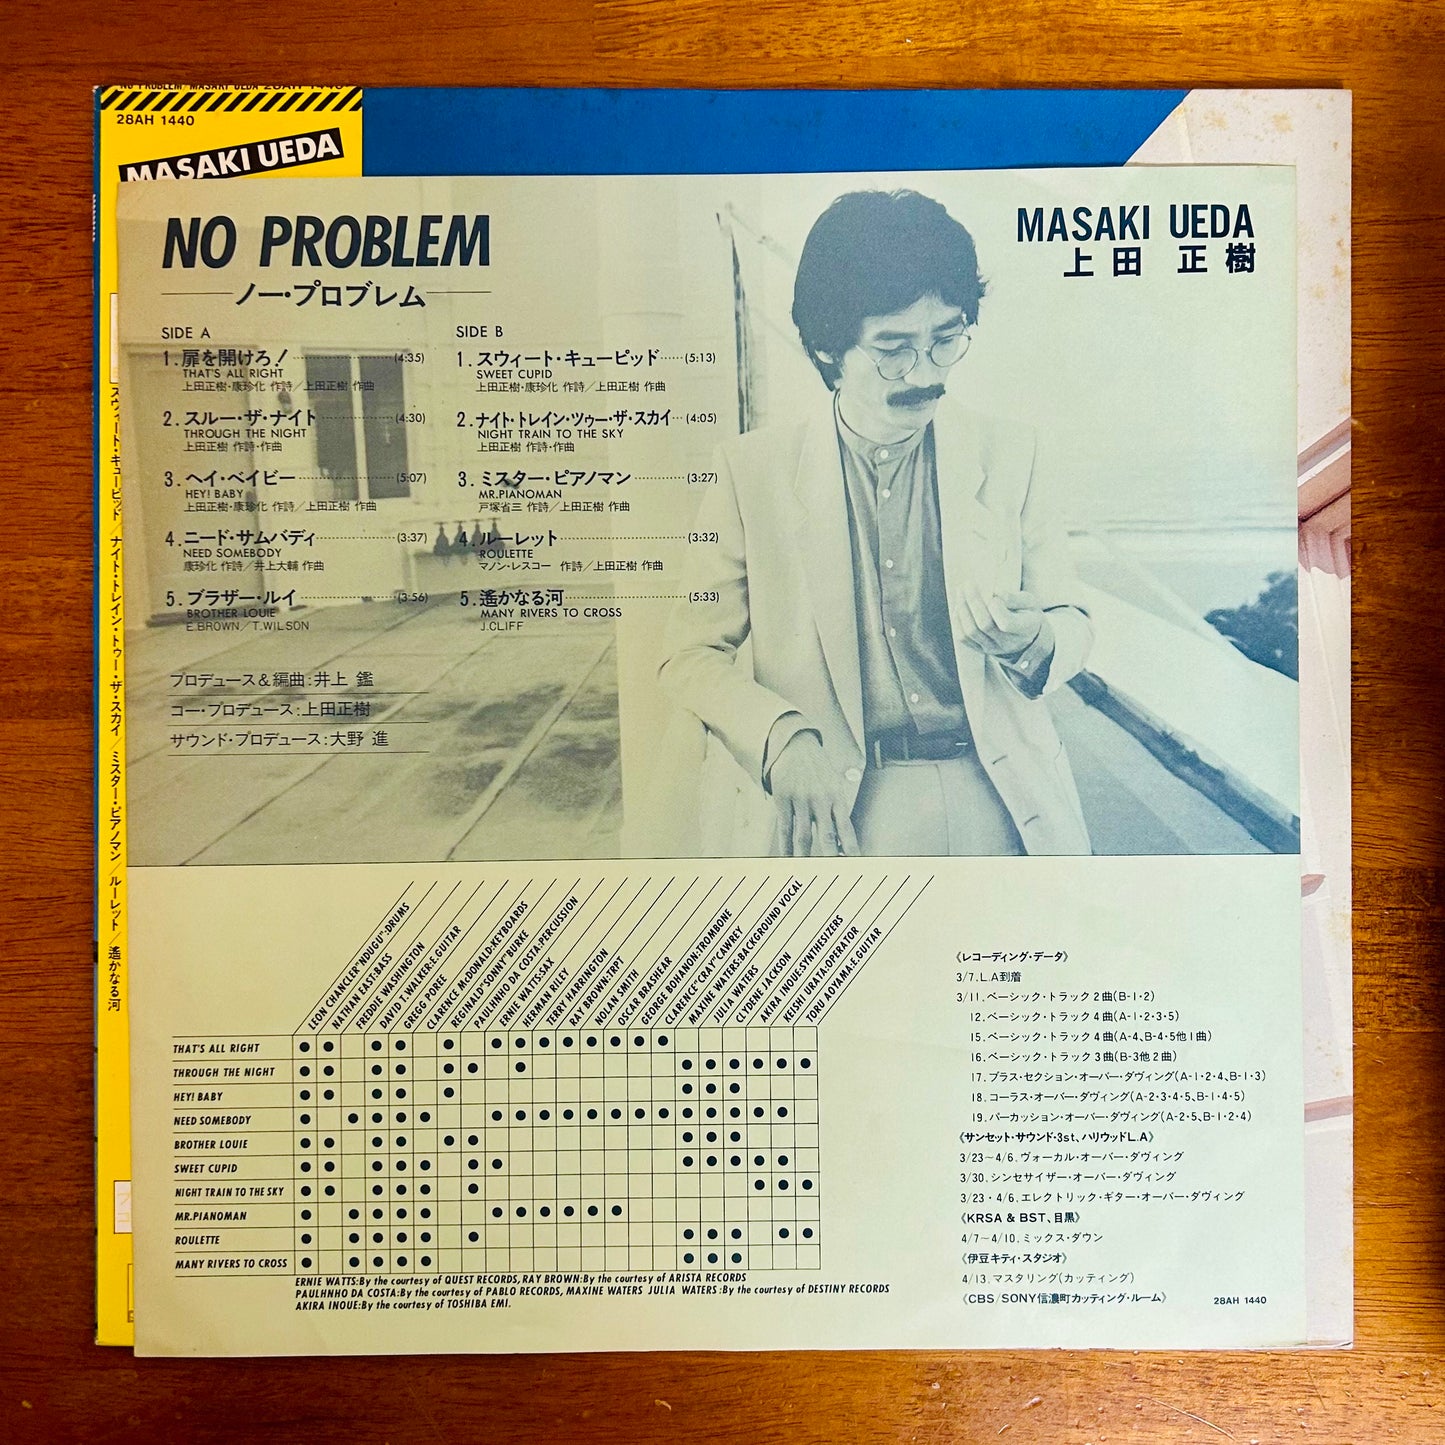 NO PROBLEM/MASAKI UEDA 28AH 1440
28AH 1440
MASAKI UEDA
スウィート・キューピッド/ナイト・トレイン・トゥー・ザ・スカイ/ミスター・ピアノマン/ルーレット/遙かなる河
NO PROBLEM
ノー・プロブレム
MASAKI UEDA
上田 正樹
SIDE A
1.扉を開けろ!……(4:35)
THAT'S ALL RIGHT
上田正樹・康珍化 作詩/上田正樹 作曲
2.スルー・ザ・ナイト……(4:30)
THROUGH THE NIGHT
上田正樹 作詩・作曲
3.ヘイ・ベイビー……(5:07)
HEY! BABY
上田正樹・康珍化 作詩/上田正樹 作曲
4.ニード・サムバディ……(3:37)
NEED SOMEBODY
康珍化 作詩/井上大輔 作曲
5.ブラザー・ルイ……(3:56)
BROTHER LOUIE
E.BROWN/T.WILSON
SIDE B
1.スウィート・キューピッド……(5:13)
SWEET CUPID
上田正樹・康珍化 作詩/上田正樹 作曲
2.ナイト・トレイン・ツゥー・ザ・スカイ…(4:05)
NIGHT TRAIN TO THE SKY
上田正樹 作詩・作曲
3.ミスター・ピアノマン……(3:27)
MR.PIANOMAN
戸塚省三 作詩/上田正樹 作曲
4.ルーレット……(3:32)
ROULETTE
マノン・レスコー 作詩/上田正樹 作曲
5.遙かなる河……(5:33)
MANY RIVERS TO CROSS
J.CLIFF
プロデュース&編曲:井上 鑑
コー・プロデュース:上田正樹
サウンド・プロデュース:大野 進
LEON CHANCLER"NDUGU":DRUMS
NATHAN EAST:BASS
FREDDIE WASHINGTON
DAVID T.WAKER:E.GUITAR
GREGG POREE
CLARENCE McDONALD:KEYBOARDS
REGINALD"SONNY"BURKE
PAULHNHO DA COSTA:PERCUSSION
ERNIE WATTS:SAX
HERMAN RILEY
TERRY HARRINGTON
RAY BROWN:TRPT
NOLAN SMITH
OSCAR BRASHEAR
GEORGE BOHANON:TROMBONE
CLARENCE"CRAY"CAWREY
MAXINE WATERS:BACKGROUND VOCAL
JULIA WATERS
CLYDENE JACKSON
AKIRA INOUE:SYNTHESIZERS
KEISHI URATA:OPERATOR
TORU AOYAMA:E.GUITAR
THAT'S ALL RIGHT
THROUGH THE NIGHT
HEY! BABY
NEED SOMEBODY
BROTHER LOUIE
SWEET CUPID
NIGHT TRAIN TO THE SKY
MR.PIANOMAN
ROULETTE
MANY RIVERS TO CROSS
ERNIE WATTS:By the courtesy of QUEST RECORDS, RAY BROWN:By the courtesy of ARISTA RECORDS
PAULHNHO DA COSTA:By the courtesy of PABLO RECORDS, MAXINE WATERS JULIA WATERS :By the courtesy of DESTINY RECORDS
AKIRA INOUE:By the courtesy of TOSHIBA EMI.
《レコーディング・データ》
3/7.L.A到着
3/11.ベーシック・トラック2曲(B-1・2)
12.ベーシック・トラック4曲(A-1・2・3・5)
15.ベーシック・トラック4曲(A-4、B-4・5他1曲)
16.ベーシック・トラック3曲(B-3他2曲)
17.ブラス・セクション・オーバー・ダヴィング(A-1・2・4、B-1・3)
18.コーラス・オーバー・ダヴィング(A-2・3・4・5、B-1・4・5)
19.パーカッション・オーバー・ダヴィング(A-2・5、B-1・2・4)
《サンセット・サウンド・3st、ハリウッドL.A》
3/23〜4/6.ヴォーカル・オーバー・ダヴィング
3/30.シンセサイザー・オーバー・ダヴィング
3/23・4/6.エレクトリック・ギター・オーバー・ダヴィング
《KRSA & BST、目黒》
4/7〜4/10.ミックス・ダウン
《伊豆キティ・スタジオ》
4/13.マスタリング(カッティング)
《CBS/SONY信濃町カッティング・ルーム》
28AH 1440